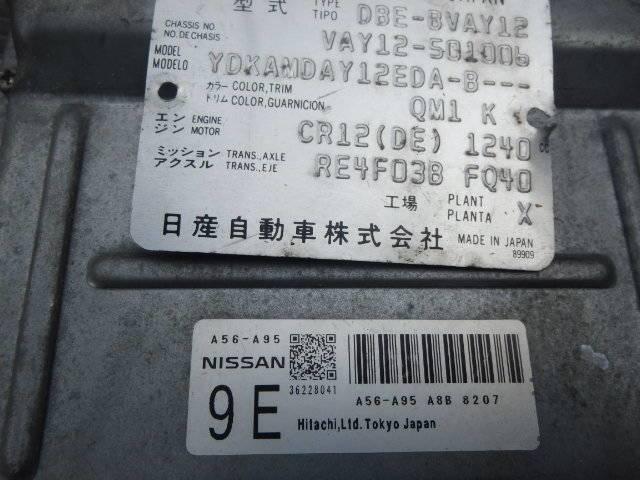 型式 TYPE DBE-BVAY12
TIPO
CHASSIS NO
NO. DE CHASIS VAY12-501006
MODEL
MODELO YDKAMDAY12EDA-B---
カラー COLOR,TRIM
トリム COLOR,GUARNICION QM1 K
エン ENGINE
ジン MOTOR CR12(DE) 1240 cc
ミッション TRANS.,AXLE
アクスル TRANS.,EJE RE4F03B FQ40
工場 PLANT
PLANTA X
日産自動車株式会社 MADE IN JAPAN
89909
A56-A95
NISSAN
36228041
9E
A56-A95 A8B 8207
Hitachi,Ltd.Tokyo Japan